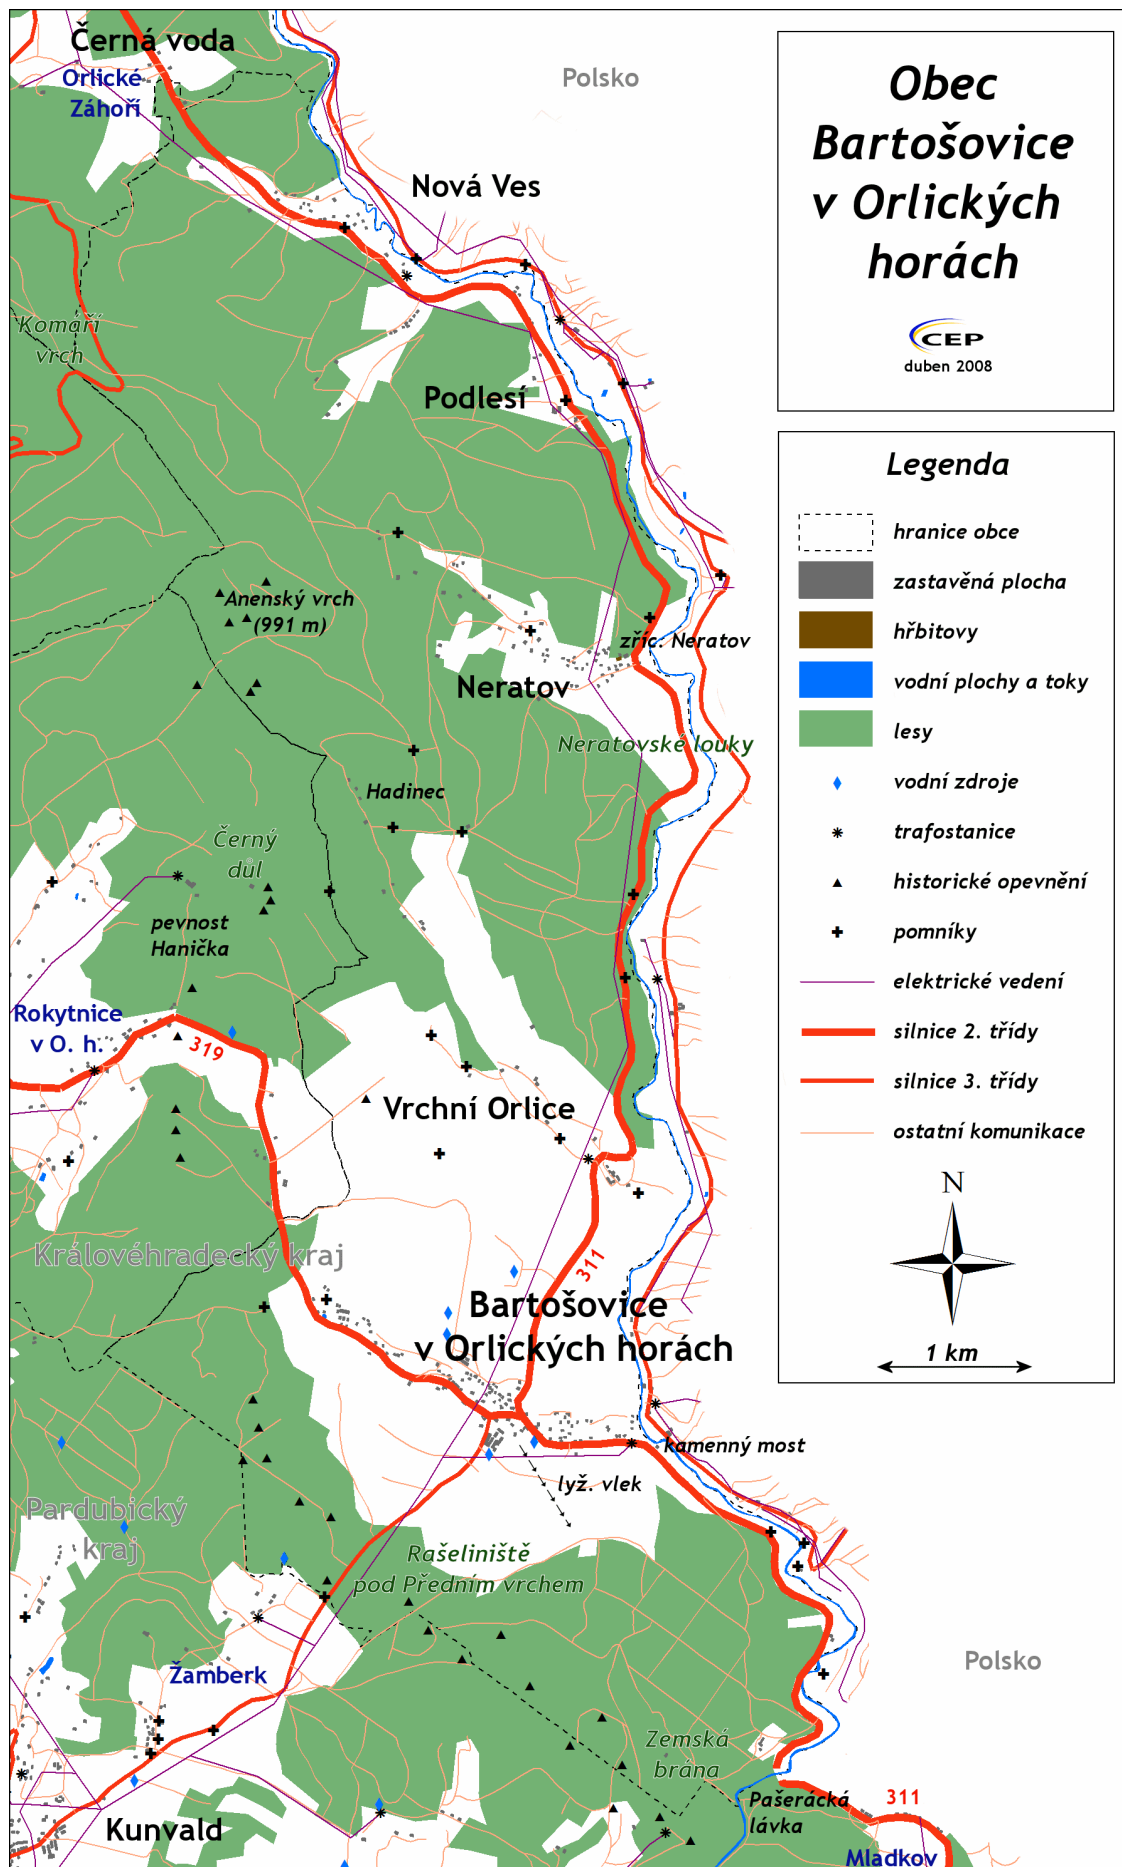 Černá voda
Orlické
Záhoří
Polsko
Nová Ves
Komáří
vrch
Podlesí
Anenský vrch
(991 m)
zříc. Neratov
Neratov
Neratovské louky
Hadinec
Černý
důl
pevnost
Hanička
Rokytnice
v O. h.
319
Vrchní Orlice
Královéhradecký kraj
311
Bartošovice
v Orlických horách
kamenný most
lyž. vlek
Pardubický
kraj
Rašeliniště
pod Předním vrchem
Žamberk
Polsko
Zemská
brána
Pašerácká
lávka
311
Kunvald
Mladkov
Obec
Bartošovice
v Orlických
horách
CEP
duben 2008
Legenda
hranice obce
zastavěná plocha
hřbitovy
vodní plochy a toky
lesy
vodní zdroje
trafostanice
historické opevnění
pomníky
elektrické vedení
silnice 2. třídy
silnice 3. třídy
ostatní komunikace
N
1 km